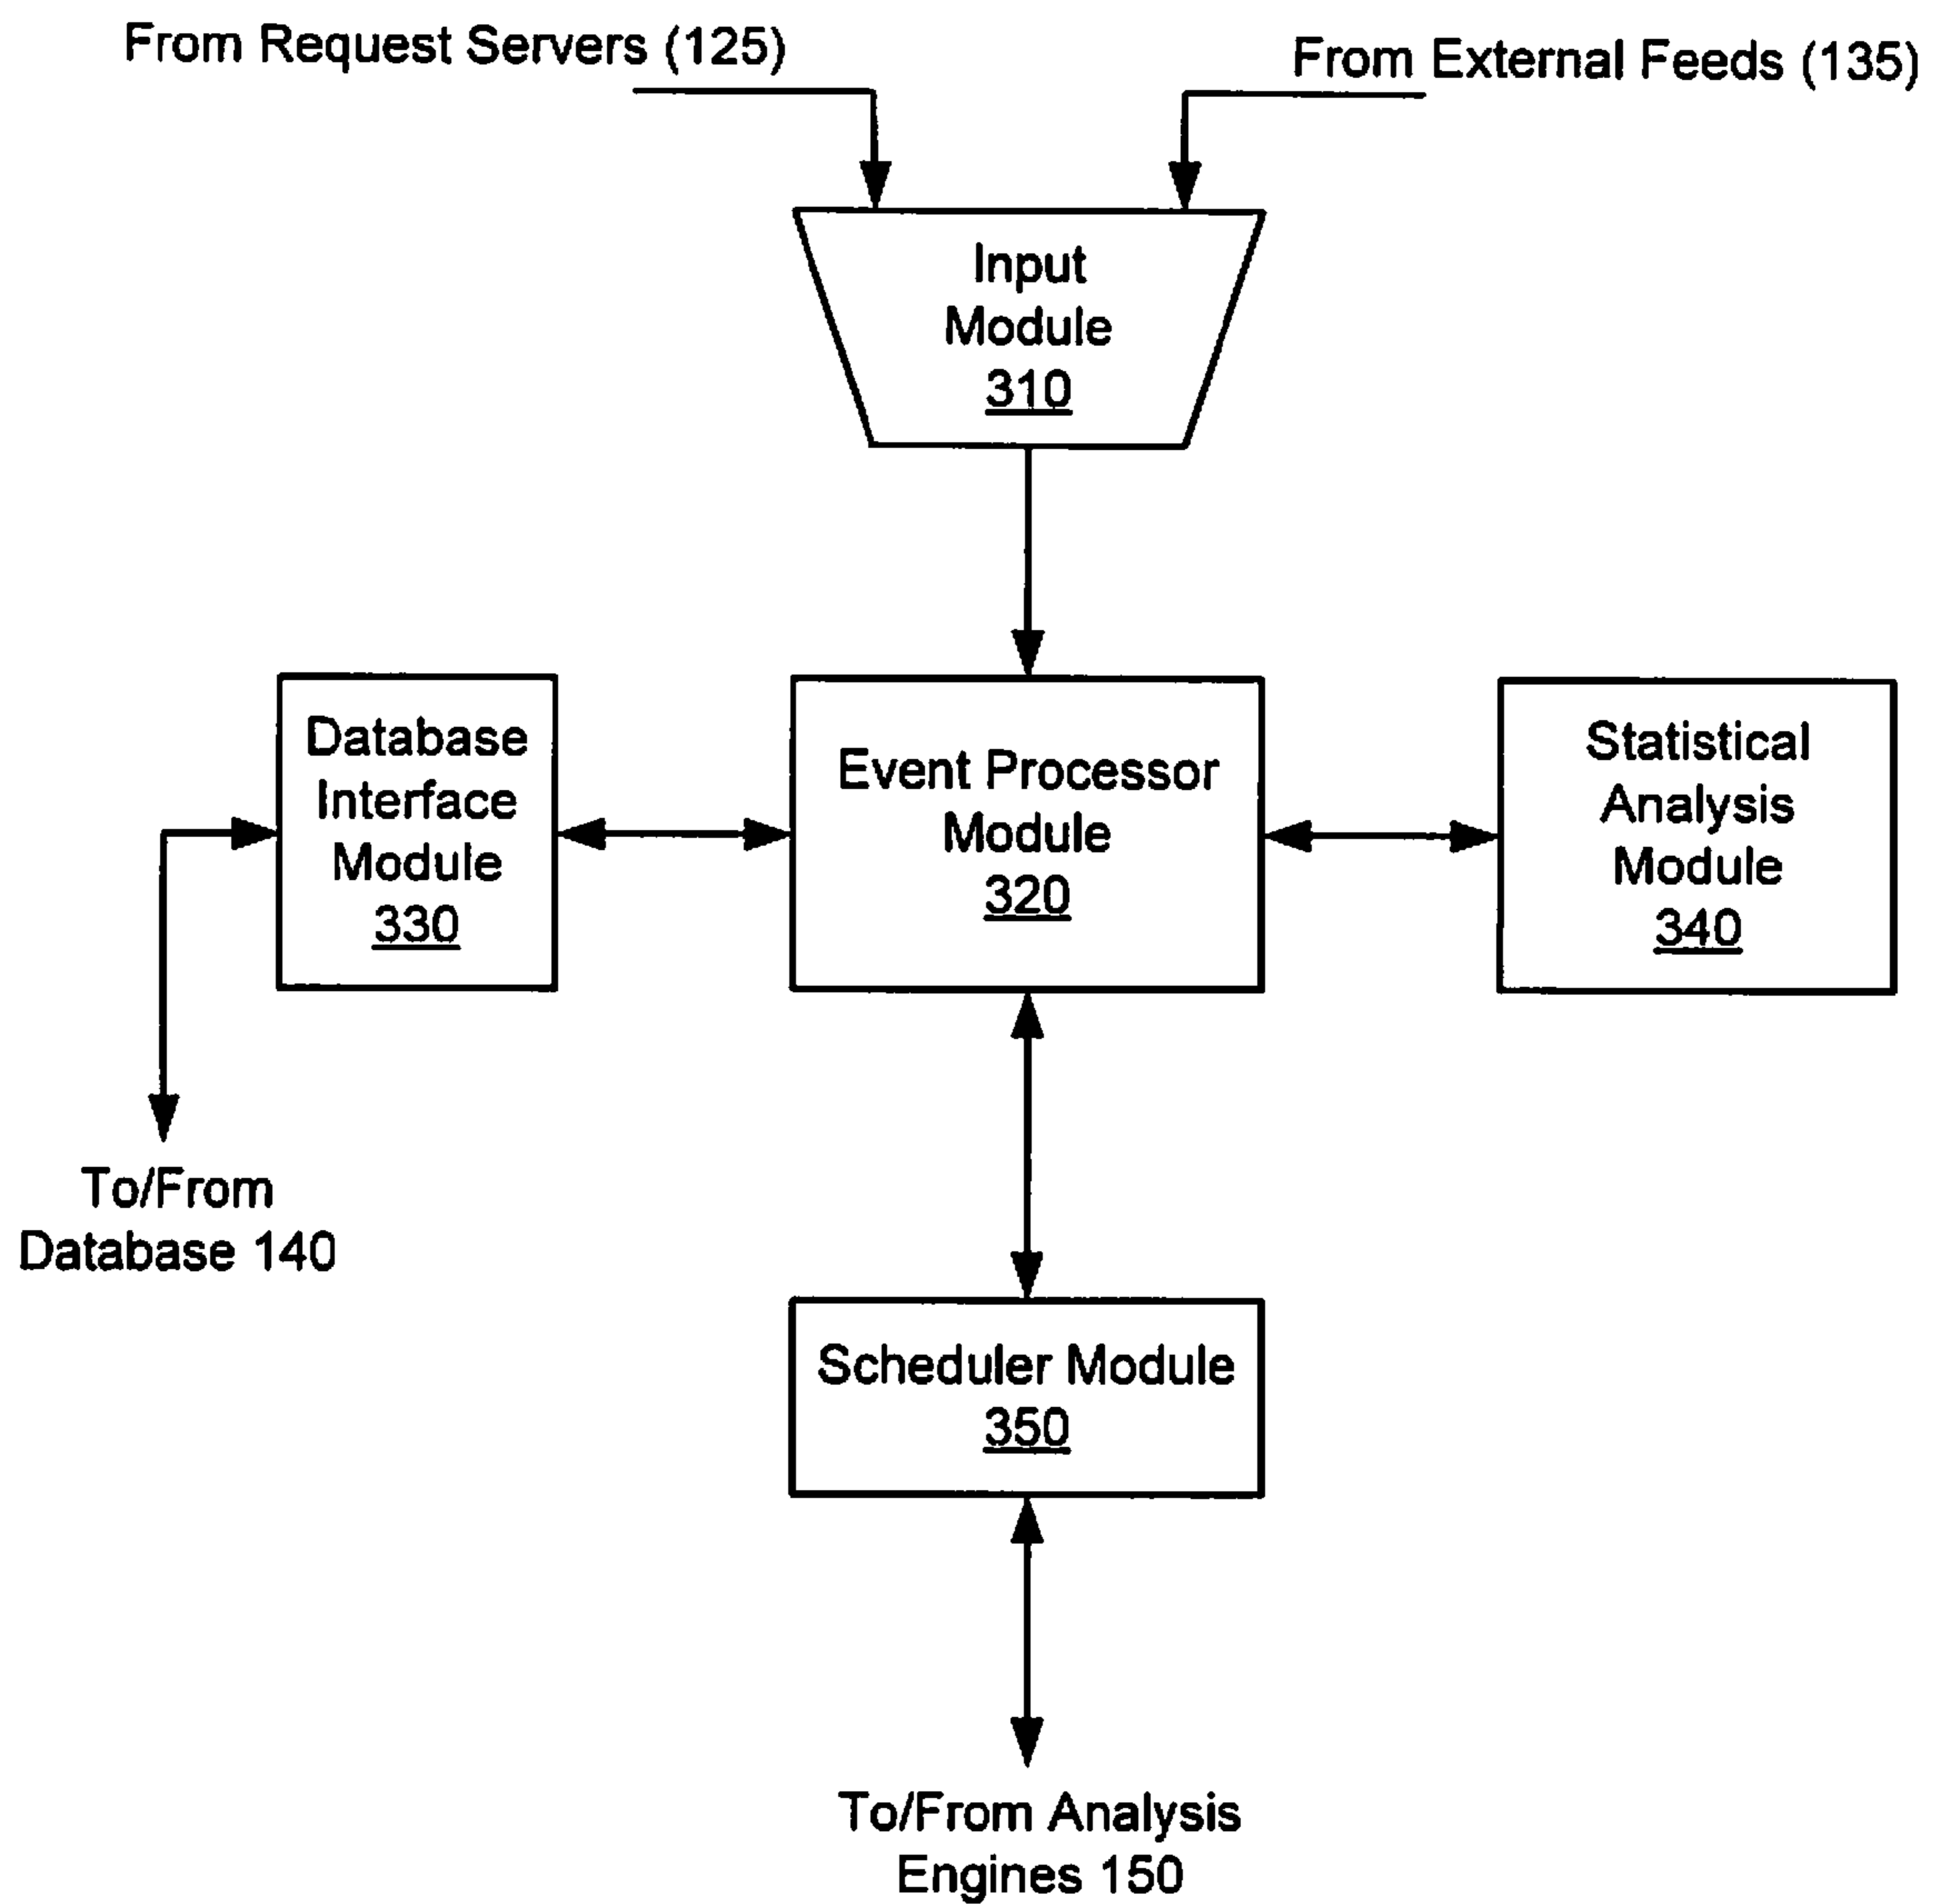 From Request Servers (125)
From External Feeds (135)
Input
Module
310
Database
Interface
Module
330
Event Processor
Module
320
Statistical
Analysis
Module
340
To/From
Database 140
Scheduler Module
350
To/From Analysis
Engines 150